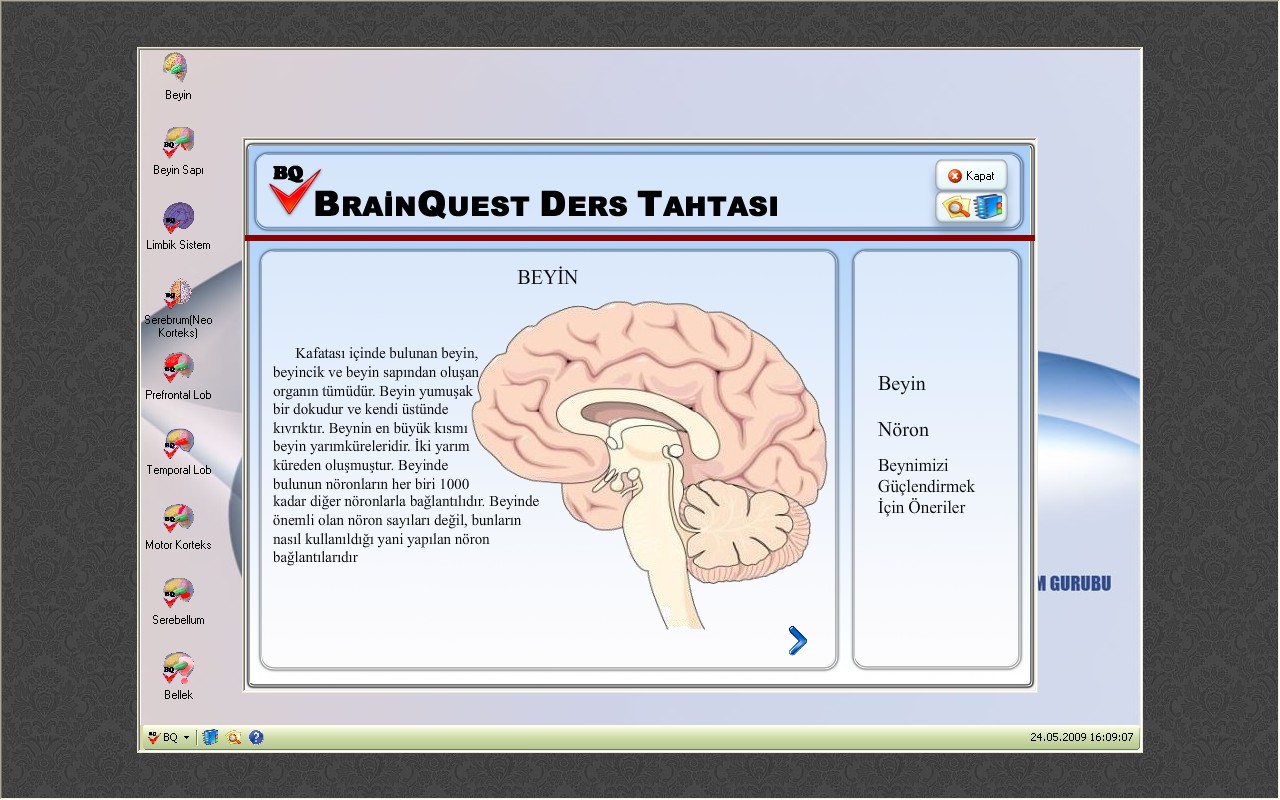 Beyin
Beyin Sapı
Limbik Sistem
Serebrum(Neo
Korteks)
Prefrontal Lob
Temporal Lob
Motor Korteks
Serebellum
Bellek
BQ
BRAİNQUEST DERS TAHTASI
Kapat
BEYİN
Kafatası içinde bulunan beyin,
beyincik ve beyin sapından oluşan
organın tümüdür. Beyin yumuşak
bir dokudur ve kendi üstünde
kıvrıktır. Beynin en büyük kısmı
beyin yarımküreleridir. İki yarım
küreden oluşmuştur. Beyinde
bulunun nöronların her biri 1000
kadar diğer nöronlarla bağlantılıdır. Beyinde
önemli olan nöron sayıları değil, bunların
nasıl kullanıldığı yani yapılan nöron
bağlantılarıdır
Beyin
Nöron
Beynimizi
Güçlendirmek
İçin Öneriler
M GURUBU
BQ
24.05.2009 16:09:07